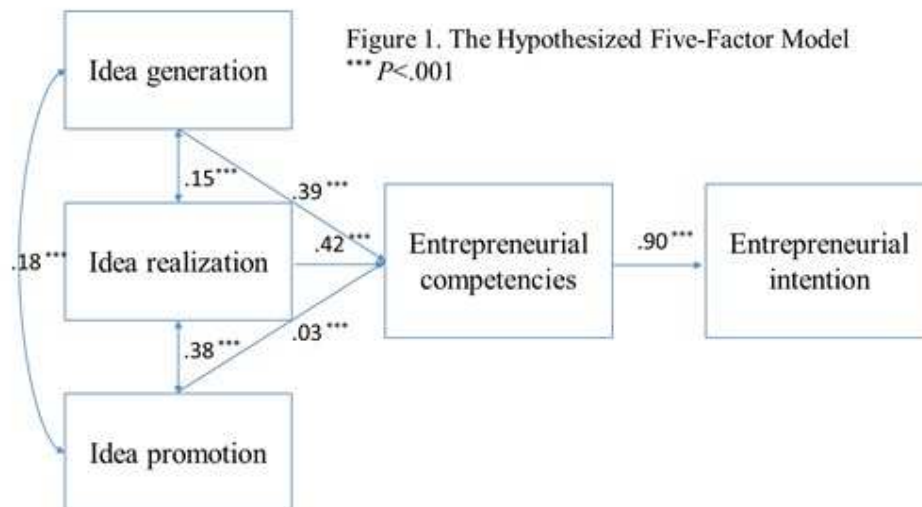 Figure 1. The Hypothesized Five-Factor Model
*** P<.001
Idea generation
.15***
.39***
.18***
Idea realization
.42***
Entrepreneurial
competencies
.90***
Entrepreneurial
intention
.38***
.03***
Idea promotion